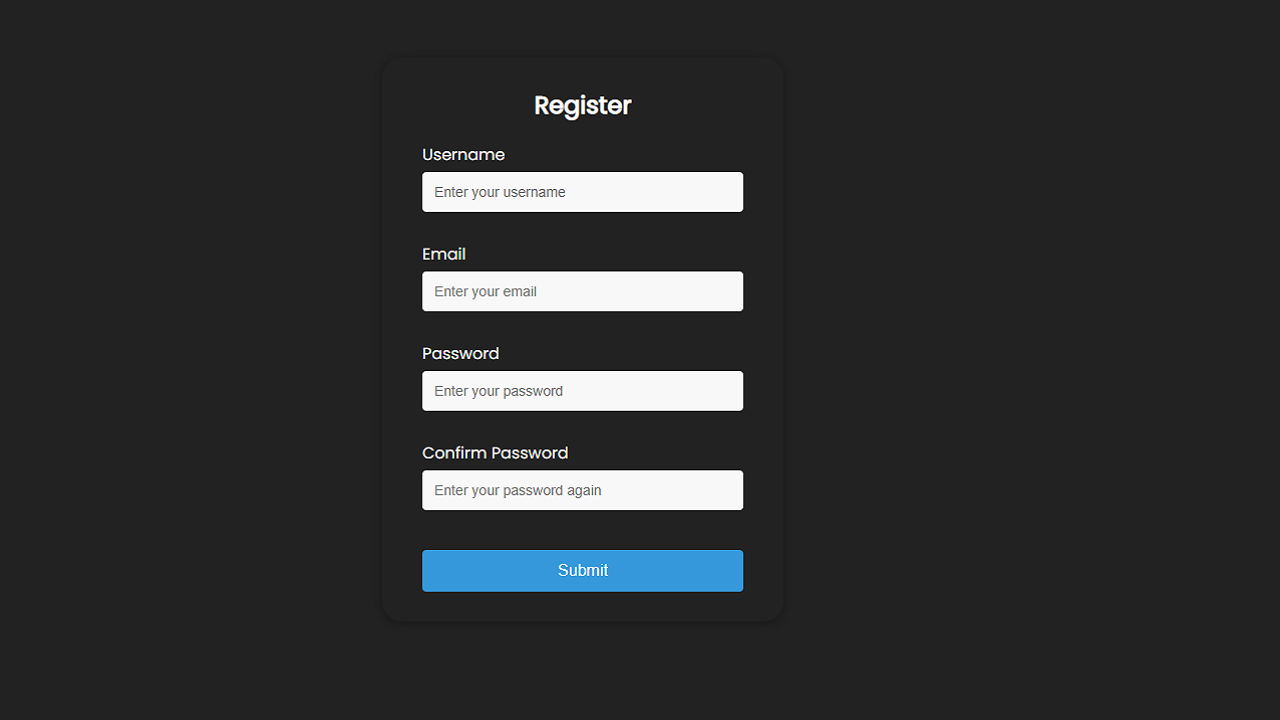 Register
Username
Enter your username
Email
Enter your email
Password
Enter your password
Confirm Password
Enter your password again
Submit